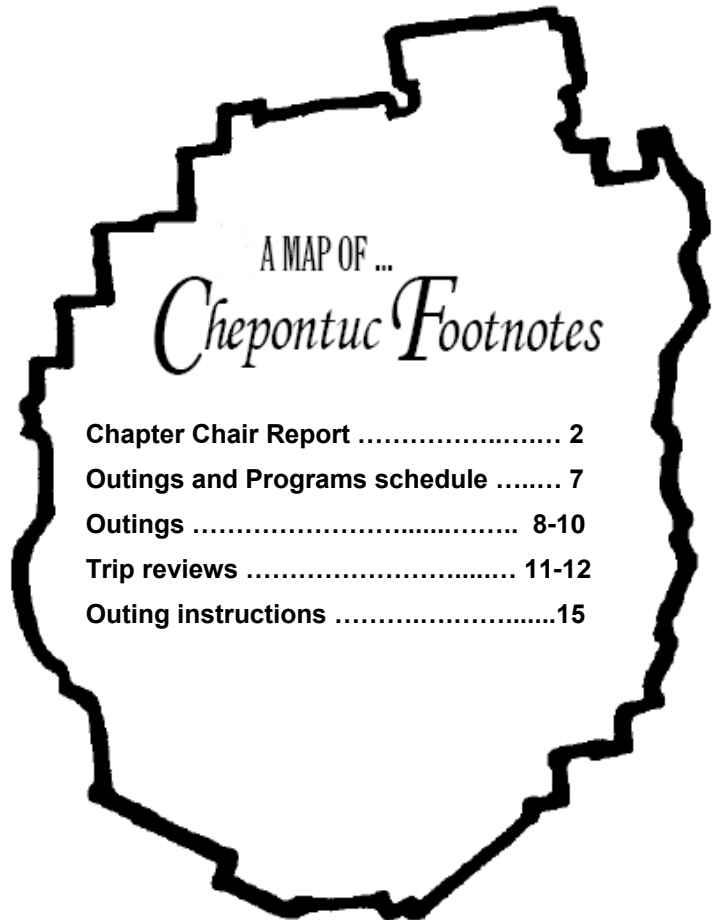 A MAP OF ...
Chepontuc Footnotes
Chapter Chair Report ……………..….… 2
Outings and Programs schedule …..… 7
Outings …………………….......…….. 8-10
Trip reviews …………………….....… 11-12
Outing instructions ……….………….......15